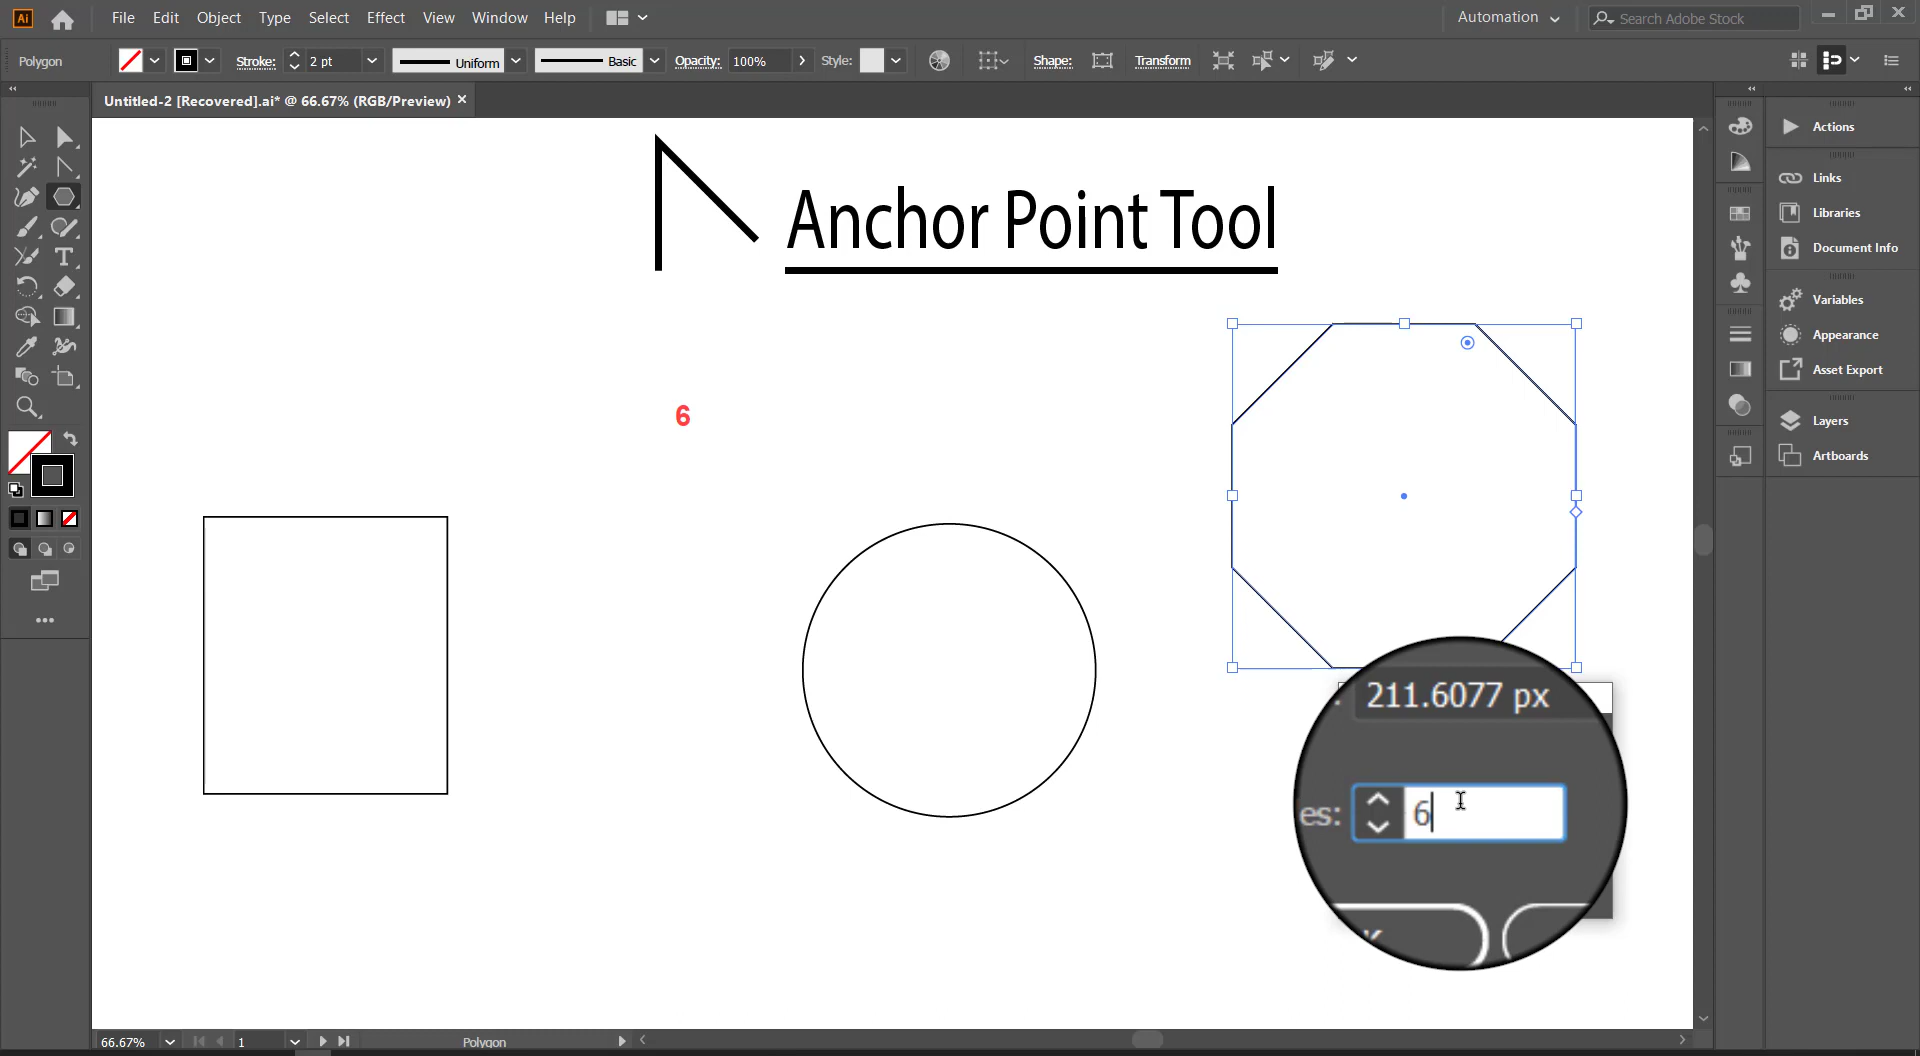 Ai File Edit Object Type Select Effect View Window Help Automation Search Adobe Stock
Polygon Stroke: 2 pt Uniform Basic Opacity: 100% Style: Shape: Transform
Untitled-2 [Recovered].ai* @ 66.67% (RGB/Preview) ×
Anchor Point Tool
6
211.6077 px
es: 6
K
Actions
Links
Libraries
Document Info
Variables
Appearance
Asset Export
Layers
Artboards
66.67% 1 Polygon